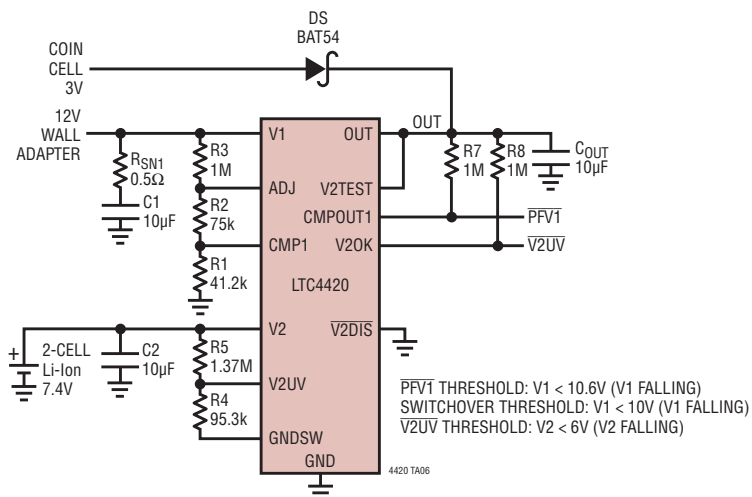 DS
BAT54
COIN
CELL
3V
12V
WALL
ADAPTER
RSN1
0.5Ω
C1
10µF
R3
1M
R2
75k
R1
41.2k
V1
ADJ
CMP1
V2
V2UV
GNDSW
GND
LTC4420
OUT
V2TEST
CMPOUT1
V2OK
V2DIS
OUT
R7
1M
R8
1M
COUT
10µF
PFV1
V2UV
+
2-CELL
Li-Ion
7.4V
C2
10µF
R5
1.37M
R4
95.3k
PFV1 THRESHOLD: V1 < 10.6V (V1 FALLING)
SWITCHOVER THRESHOLD: V1 < 10V (V1 FALLING)
V2UV THRESHOLD: V2 < 6V (V2 FALLING)
4420 TA06